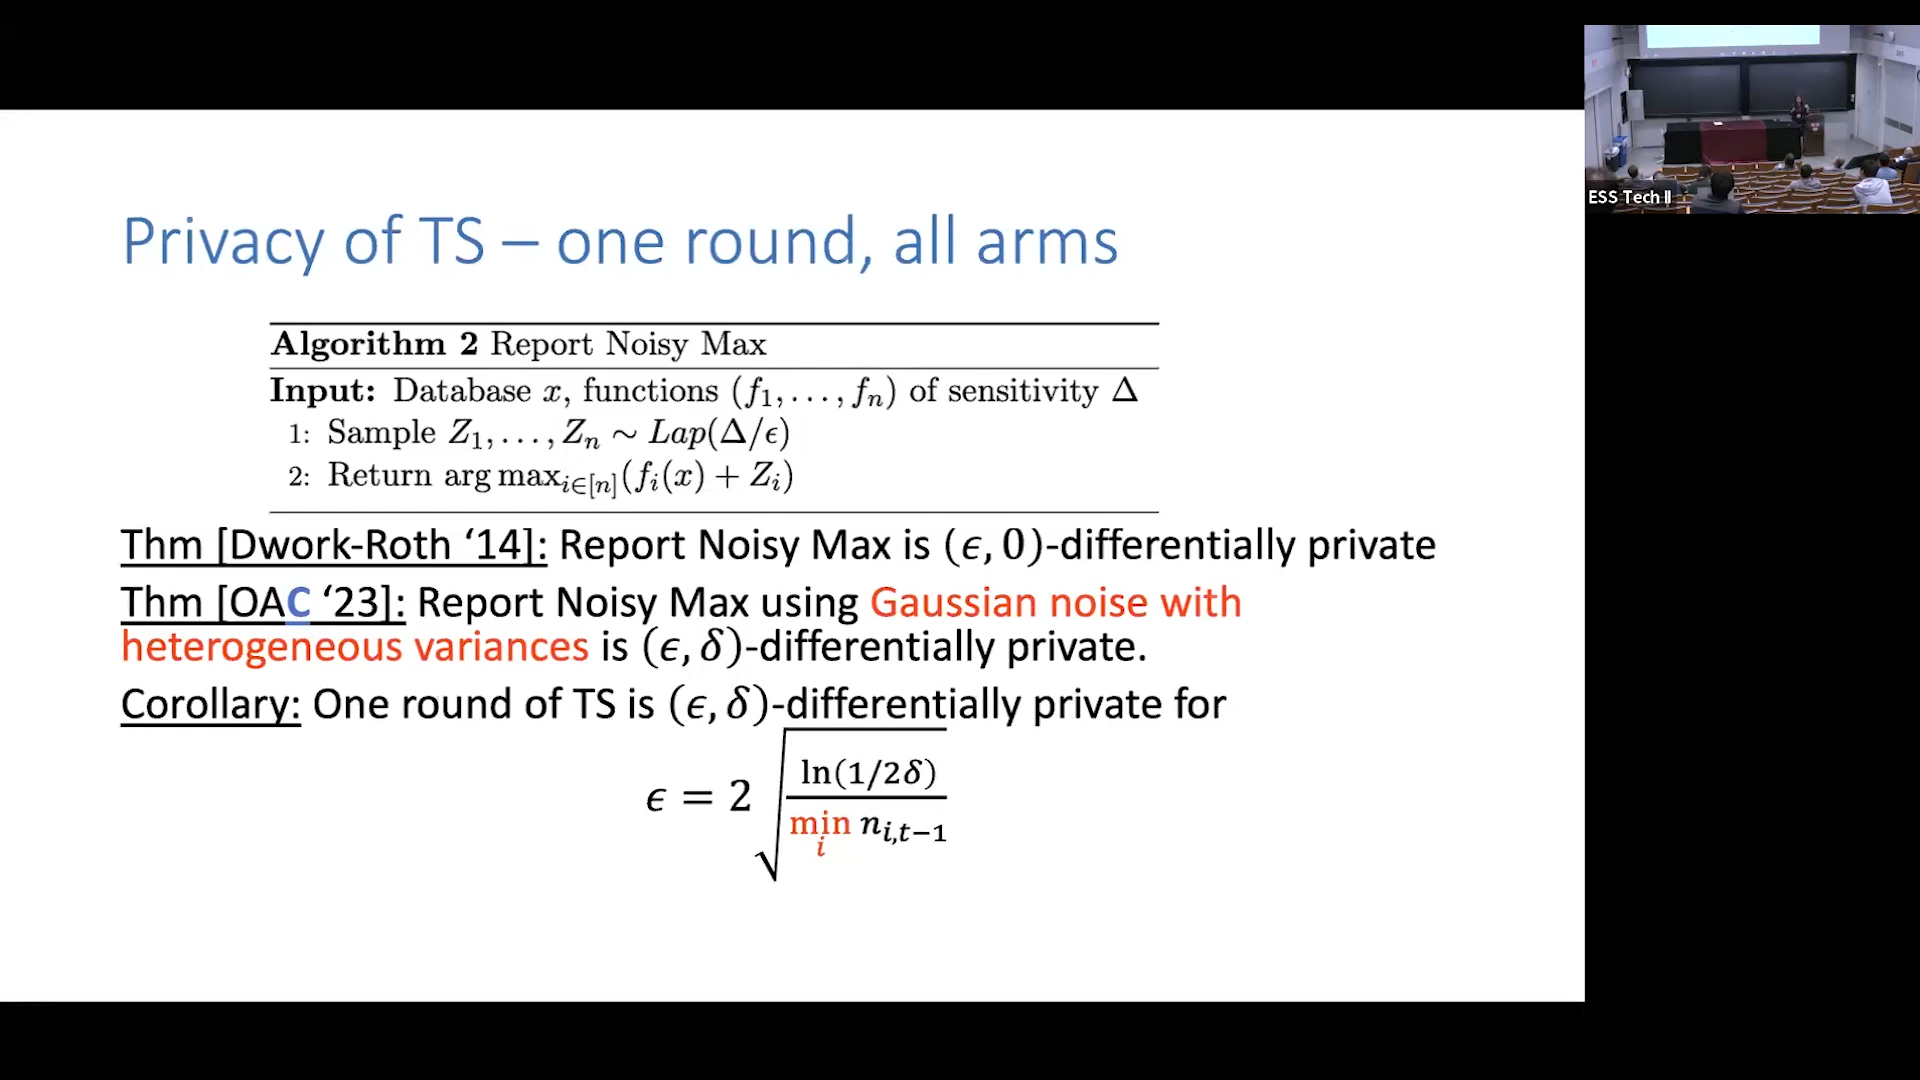 ESS Tech II
Privacy of TS – one round, all arms
Algorithm 2 Report Noisy Max
Input: Database x, functions (f₁, . . . , fₙ) of sensitivity Δ
1: Sample Z₁, . . . , Zₙ ∼ Lap(Δ/ϵ)
2: Return arg maxᵢ∈[ₙ](fᵢ(x) + Zᵢ)
Thm [Dwork-Roth ‘14]: Report Noisy Max is (ϵ, 0)-differentially private
Thm [OAC ‘23]: Report Noisy Max using Gaussian noise with
heterogeneous variances is (ϵ, δ)-differentially private.
Corollary: One round of TS is (ϵ, δ)-differentially private for
ϵ = 2 √(ln(1/2δ) / min_i n_{i,t−1})